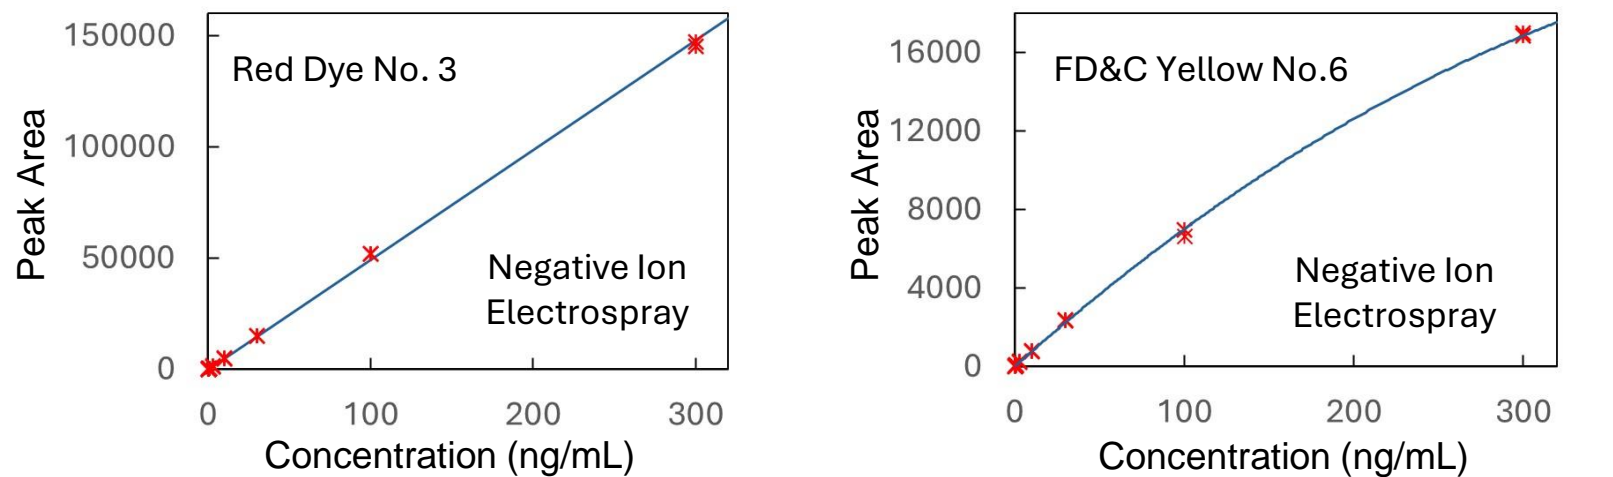 150000
100000
50000
0
Peak Area
Red Dye No. 3
Negative Ion
Electrospray
0 100 200 300
Concentration (ng/mL)
16000
12000
8000
4000
0
Peak Area
FD&C Yellow No.6
Negative Ion
Electrospray
0 100 200 300
Concentration (ng/mL)